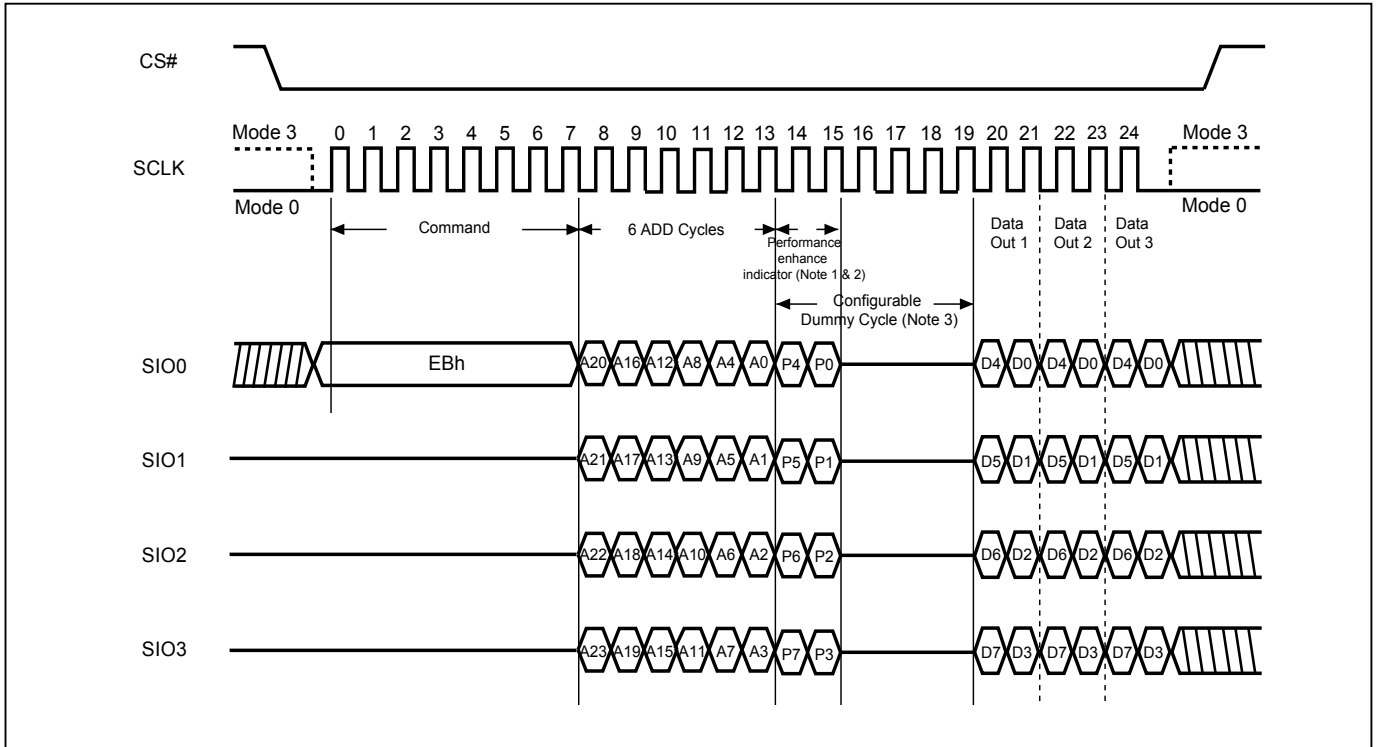 CS#
Mode 3 0 1 2 3 4 5 6 7 8 9 10 11 12 13 14 15 16 17 18 19 20 21 22 23 24 Mode 3
SCLK
Mode 0 Mode 0
Command 6 ADD Cycles Data Data Data
Out 1 Out 2 Out 3
Performance
enhance
indicator (Note 1 & 2)
Configurable
Dummy Cycle (Note 3)
SIO0 EBh A20 A16 A12 A8 A4 A0 P4 P0 D4 D0 D4 D0 D4 D0
SIO1 A21 A17 A13 A9 A5 A1 P5 P1 D5 D1 D5 D1 D5 D1
SIO2 A22 A18 A14 A10 A6 A2 P6 P2 D6 D2 D6 D2 D6 D2
SIO3 A23 A19 A15 A11 A7 A3 P7 P3 D7 D3 D7 D3 D7 D3